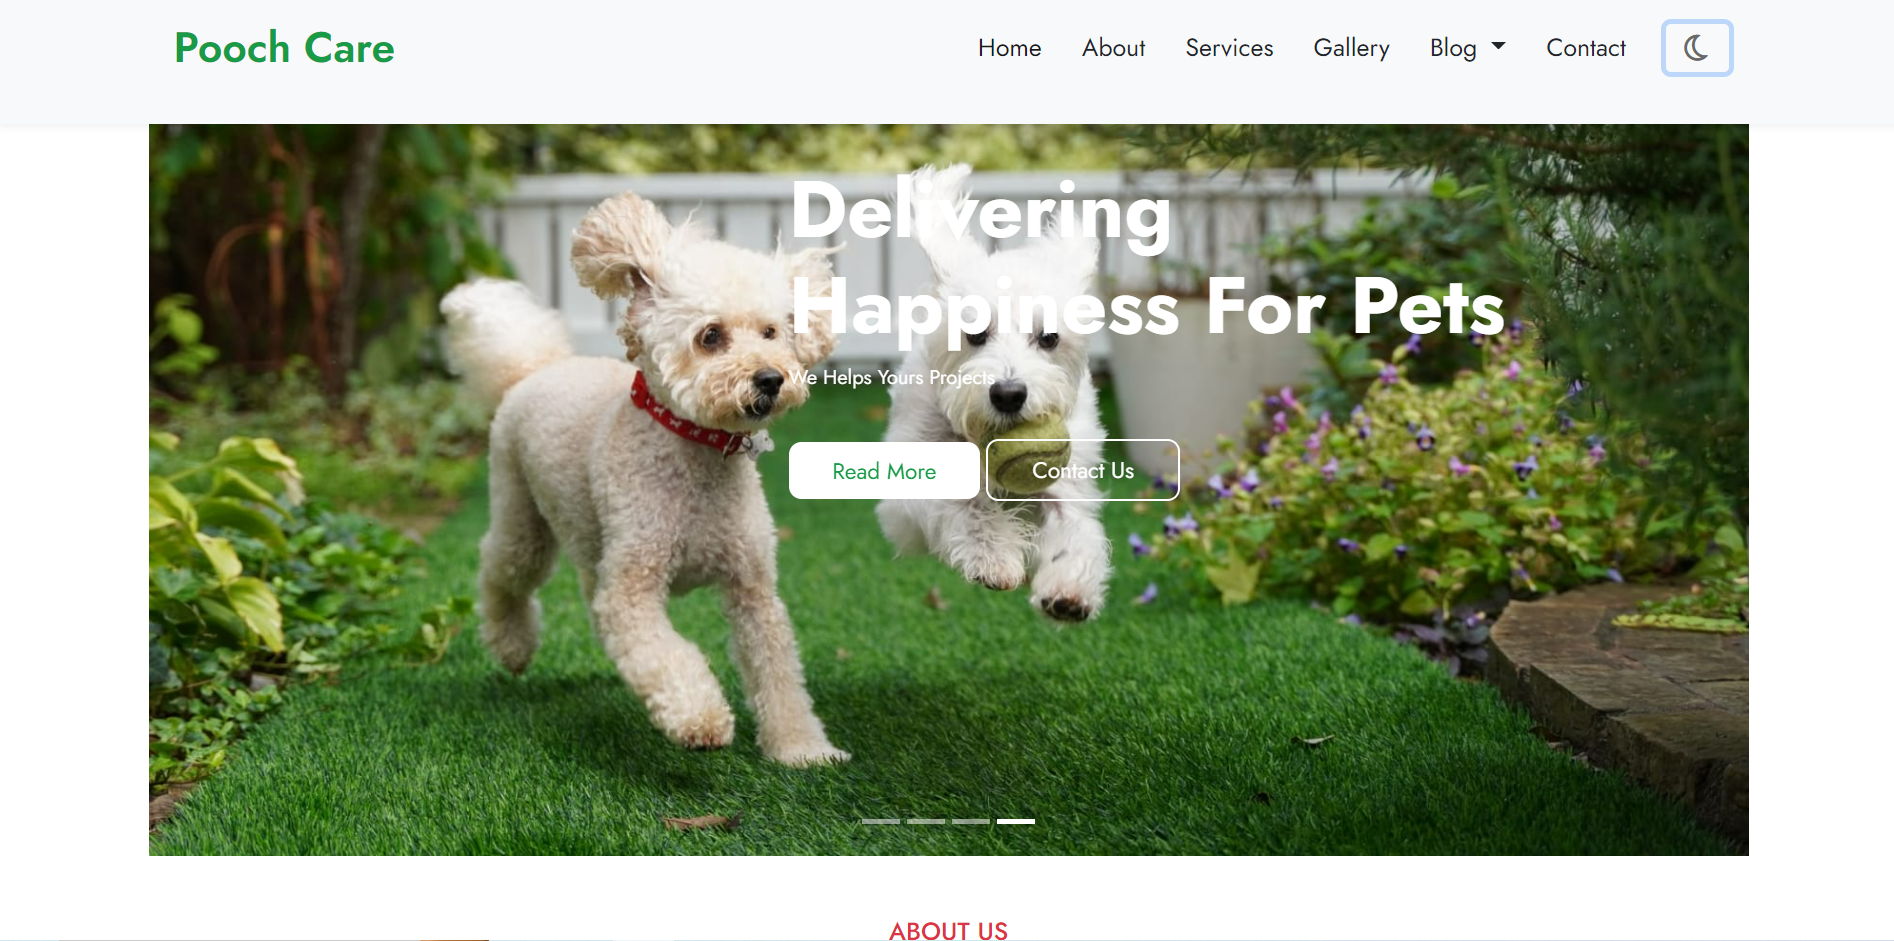 Pooch Care
Home About Services Gallery Blog Contact
Delivering
Happiness For Pets
We Helps Yours Projects
Read More Contact Us
ABOUT US